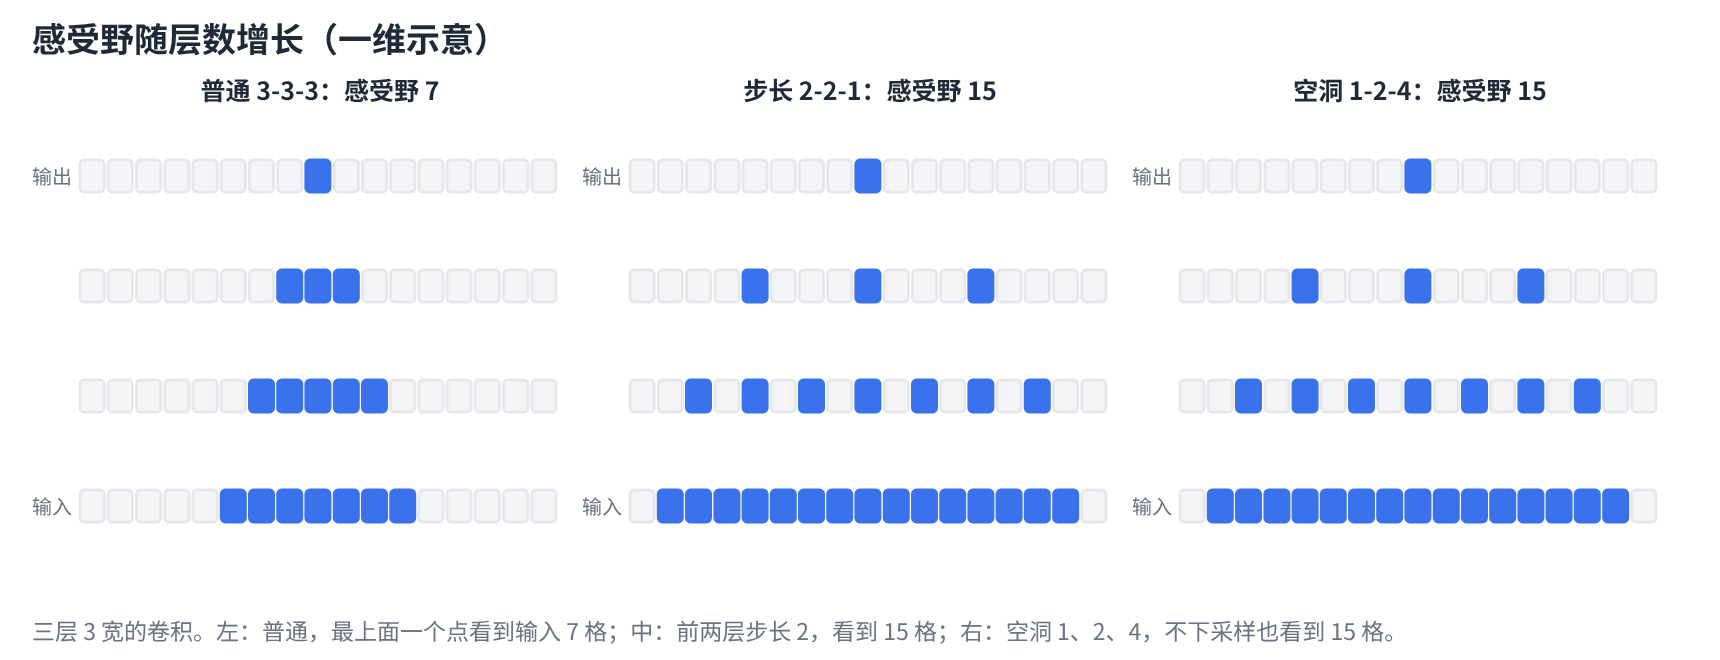 感受野随层数增长（一维示意）
普通 3-3-3：感受野 7
步长 2-2-1：感受野 15
空洞 1-2-4：感受野 15
输出
输出
输出
输入
输入
输入
三层 3 宽的卷积。左：普通，最上面一个点看到输入 7 格；中：前两层步长 2，看到 15 格；右：空洞 1、2、4，不下采样也看到 15 格。